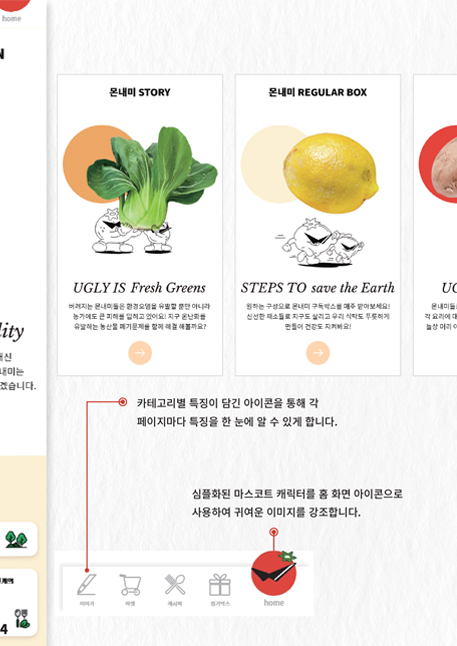 home
N
온내미 STORY
UGLY IS Fresh Greens
버려지는 온내미들은 환경오염을 유발할 뿐만 아니라
농가에도 큰 피해를 입히고 있어요! 지구 온난화를
유발하는 농산물 폐기문제를 함께 해결 해볼까요?
온내미 REGULAR BOX
STEPS TO save the Earth
원하는 구성으로 온내미 구독박스를 매주 받아보세요!
신선한 채소들로 지구도 살리고 우리 식탁도 푸릇하게
만들어 건강도 지켜봐요!
UG
온내미들
각 요리에 대
늘상 머리 아
lity
신
내미는
겠습니다.
카테고리별 특징이 담긴 아이콘을 통해 각
페이지마다 특징을 한 눈에 알 수 있게 합니다.
심플화된 마스코트 캐릭터를 홈 화면 아이콘으로
사용하여 귀여운 이미지를 강조합니다.
이야기
마켓
레시피
정기박스
home
4